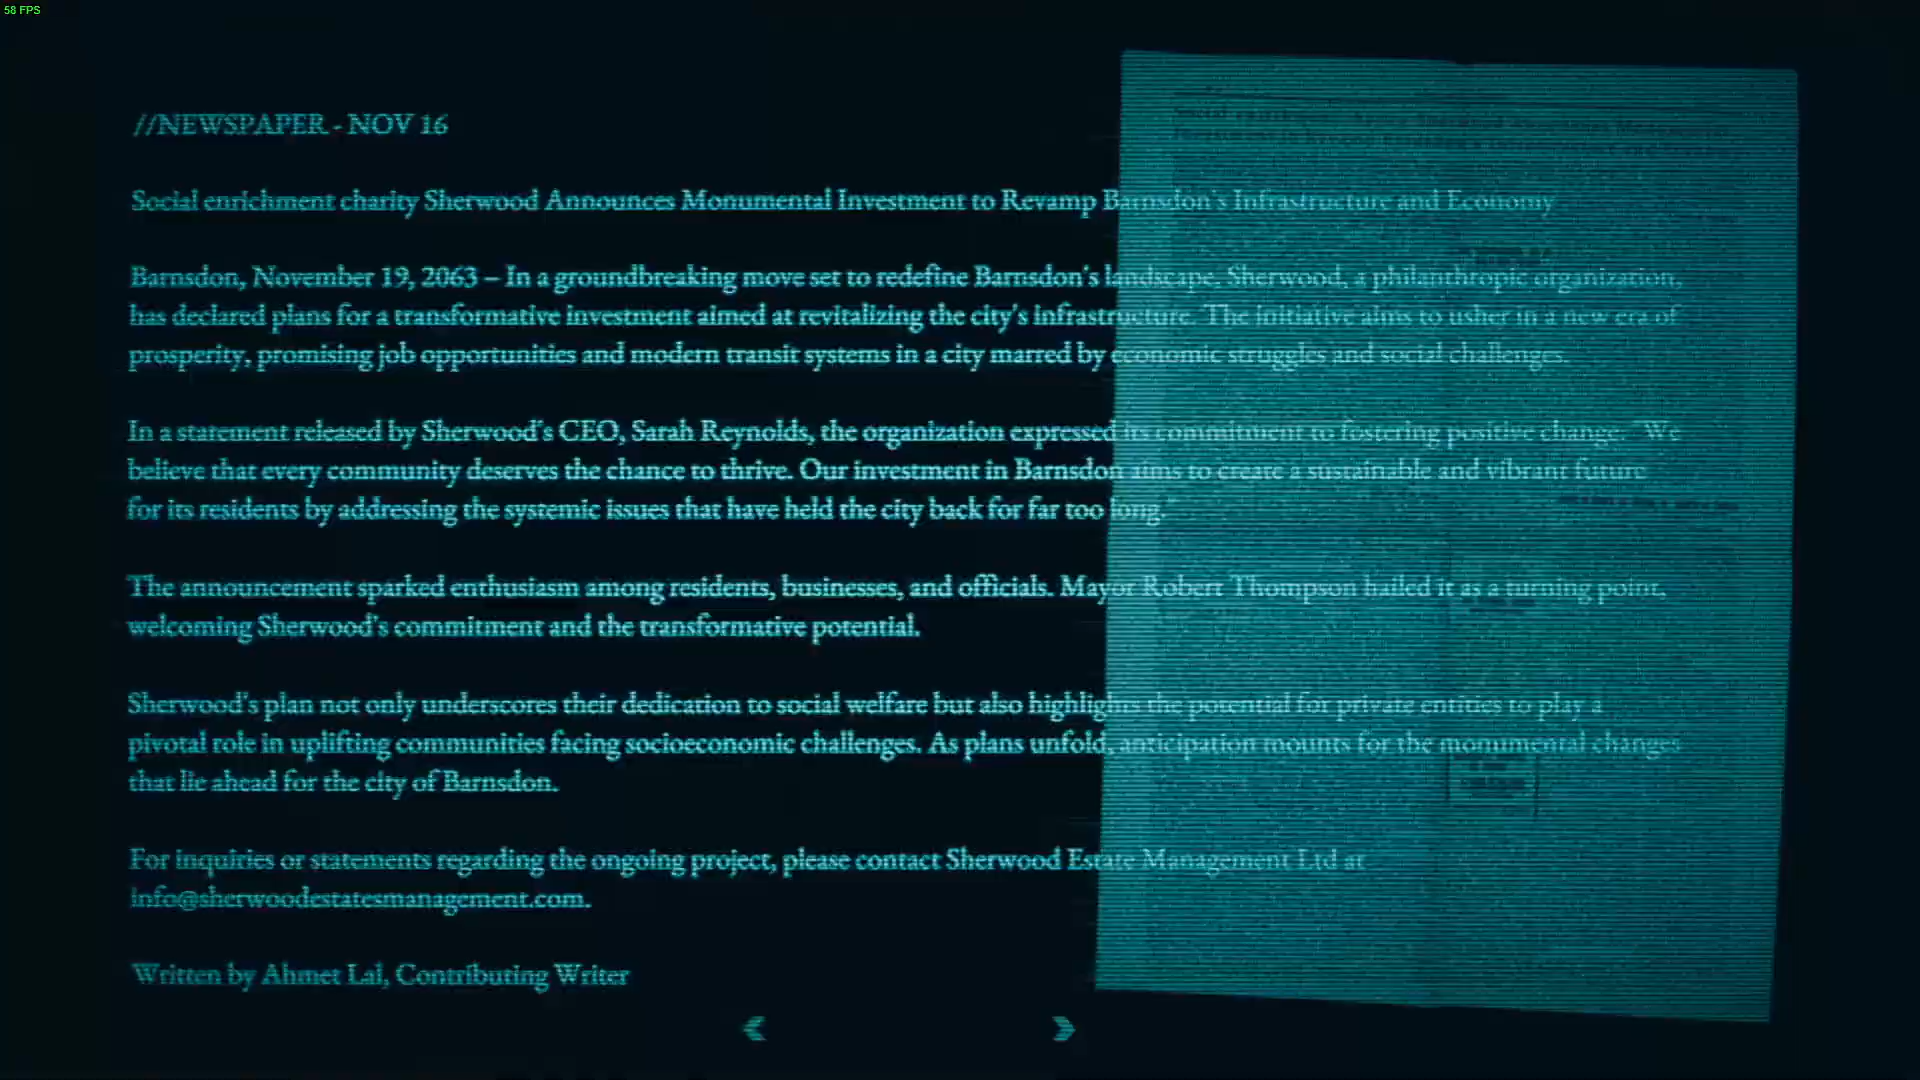 58 FPS
//NEWSPAPER - NOV 16
Social enrichment charity Sherwood Announces Monumental Investment to Revamp Barnsdon's Infrastructure and Economy
Barnsdon, November 19, 2063 – In a groundbreaking move set to redefine Barnsdon's landscape, Sherwood, a philanthropic organization,
has declared plans for a transformative investment aimed at revitalizing the city's infrastructure. The initiative aims to usher in a new era of
prosperity, promising job opportunities and modern transit systems in a city marred by economic struggles and social challenges.
In a statement released by Sherwood's CEO, Sarah Reynolds, the organization expressed its commitment to fostering positive change: "We
believe that every community deserves the chance to thrive. Our investment in Barnsdon aims to create a sustainable and vibrant future
for its residents by addressing the systemic issues that have held the city back for far too long."
The announcement sparked enthusiasm among residents, businesses, and officials. Mayor Robert Thompson hailed it as a turning point,
welcoming Sherwood's commitment and the transformative potential.
Sherwood's plan not only underscores their dedication to social welfare but also highlights the potential for private entities to play a
pivotal role in uplifting communities facing socioeconomic challenges. As plans unfold, anticipation mounts for the monumental changes
that lie ahead for the city of Barnsdon.
For inquiries or statements regarding the ongoing project, please contact Sherwood Estate Management Ltd at
info@sherwoodestatesmanagement.com.
Written by Ahmet Lal, Contributing Writer